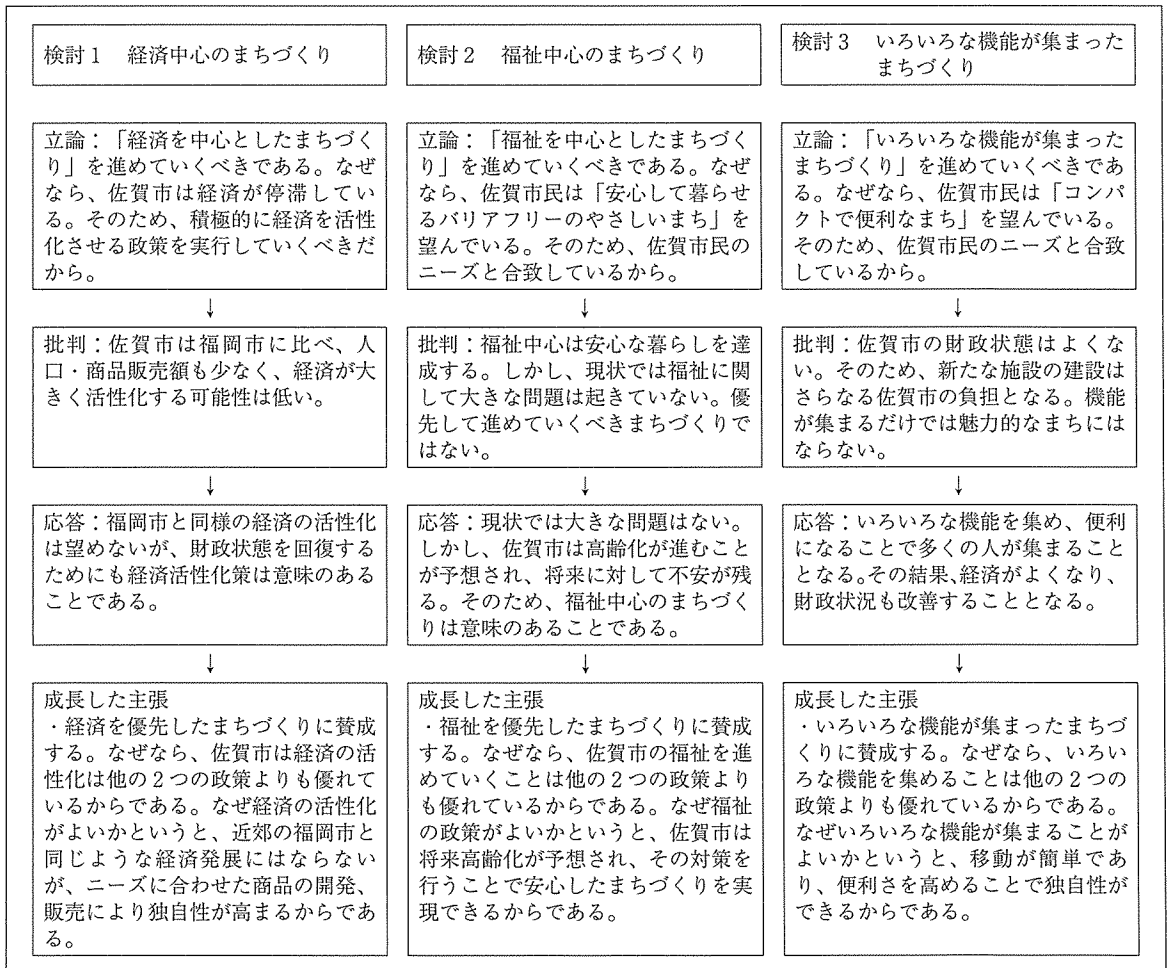 検討1 経済中心のまちづくり
立論：「経済を中心としたまちづく
り」を進めていくべきである。なぜ
なら、佐賀市は経済が停滞してい
る。そのため、積極的に経済を活性
化させる政策を実行していくべきだ
から。
↓
批判：佐賀市は福岡市に比べ、人
口・商品販売額も少なく、経済が大
きく活性化する可能性は低い。
↓
応答：福岡市と同様の経済の活性化
は望めないが、財政状態を回復する
ためにも経済活性化策は意味のある
ことである。
↓
成長した主張
・経済を優先したまちづくりに賛成
する。なぜなら、佐賀市は経済の活
性化は他の2つの政策よりも優れて
いるからである。なぜ経済の活性化
がよいかというと、近郊の福岡市と
同じような経済発展にはならない
が、ニーズに合わせた商品の開発、
販売により独自性が高まるからであ
る。
検討2 福祉中心のまちづくり
立論：「福祉を中心としたまちづく
り」を進めていくべきである。なぜ
なら、佐賀市民は「安心して暮らせ
るバリアフリーのやさしいまち」を
望んでいる。そのため、佐賀市民の
ニーズと合致しているから。
↓
批判：福祉中心は安心な暮らしを達
成する。しかし、現状では福祉に関
して大きな問題は起きていない。優
先して進めていくべきまちづくりで
はない。
↓
応答：現状では大きな問題はない。
しかし、佐賀市は高齢化が進むこと
が予想され、将来に対して不安が残
る。そのため、福祉中心のまちづく
りは意味のあることである。
↓
成長した主張
・福祉を優先したまちづくりに賛成
する。なぜなら、佐賀市の福祉を進
めていくことは他の2つの政策より
も優れているからである。なぜ福祉
の政策がよいかというと、佐賀市は
将来高齢化が予想され、その対策を
行うことで安心したまちづくりを実
現できるからである。
検討3 いろいろな機能が集まった
まちづくり
立論：「いろいろな機能が集まった
まちづくり」を進めていくべきであ
る。なぜなら、佐賀市民は「コンパ
クトで便利なまち」を望んでいる。
そのため、佐賀市民のニーズと合致
しているから。
↓
批判：佐賀市の財政状態はよくな
い。そのため、新たな施設の建設は
さらなる佐賀市の負担となる。機能
が集まるだけでは魅力的なまちには
ならない。
↓
応答：いろいろな機能を集め、便利
になることで多くの人が集まること
となる。その結果、経済がよくなり、
財政状況も改善することとなる。
↓
成長した主張
・いろいろな機能が集まったまちづ
くりに賛成する。なぜなら、いろい
ろな機能を集めることは他の2つの
政策よりも優れているからである。
なぜいろいろな機能が集まることが
よいかというと、移動が簡単であ
り、便利さを高めることで独自性が
できるからである。